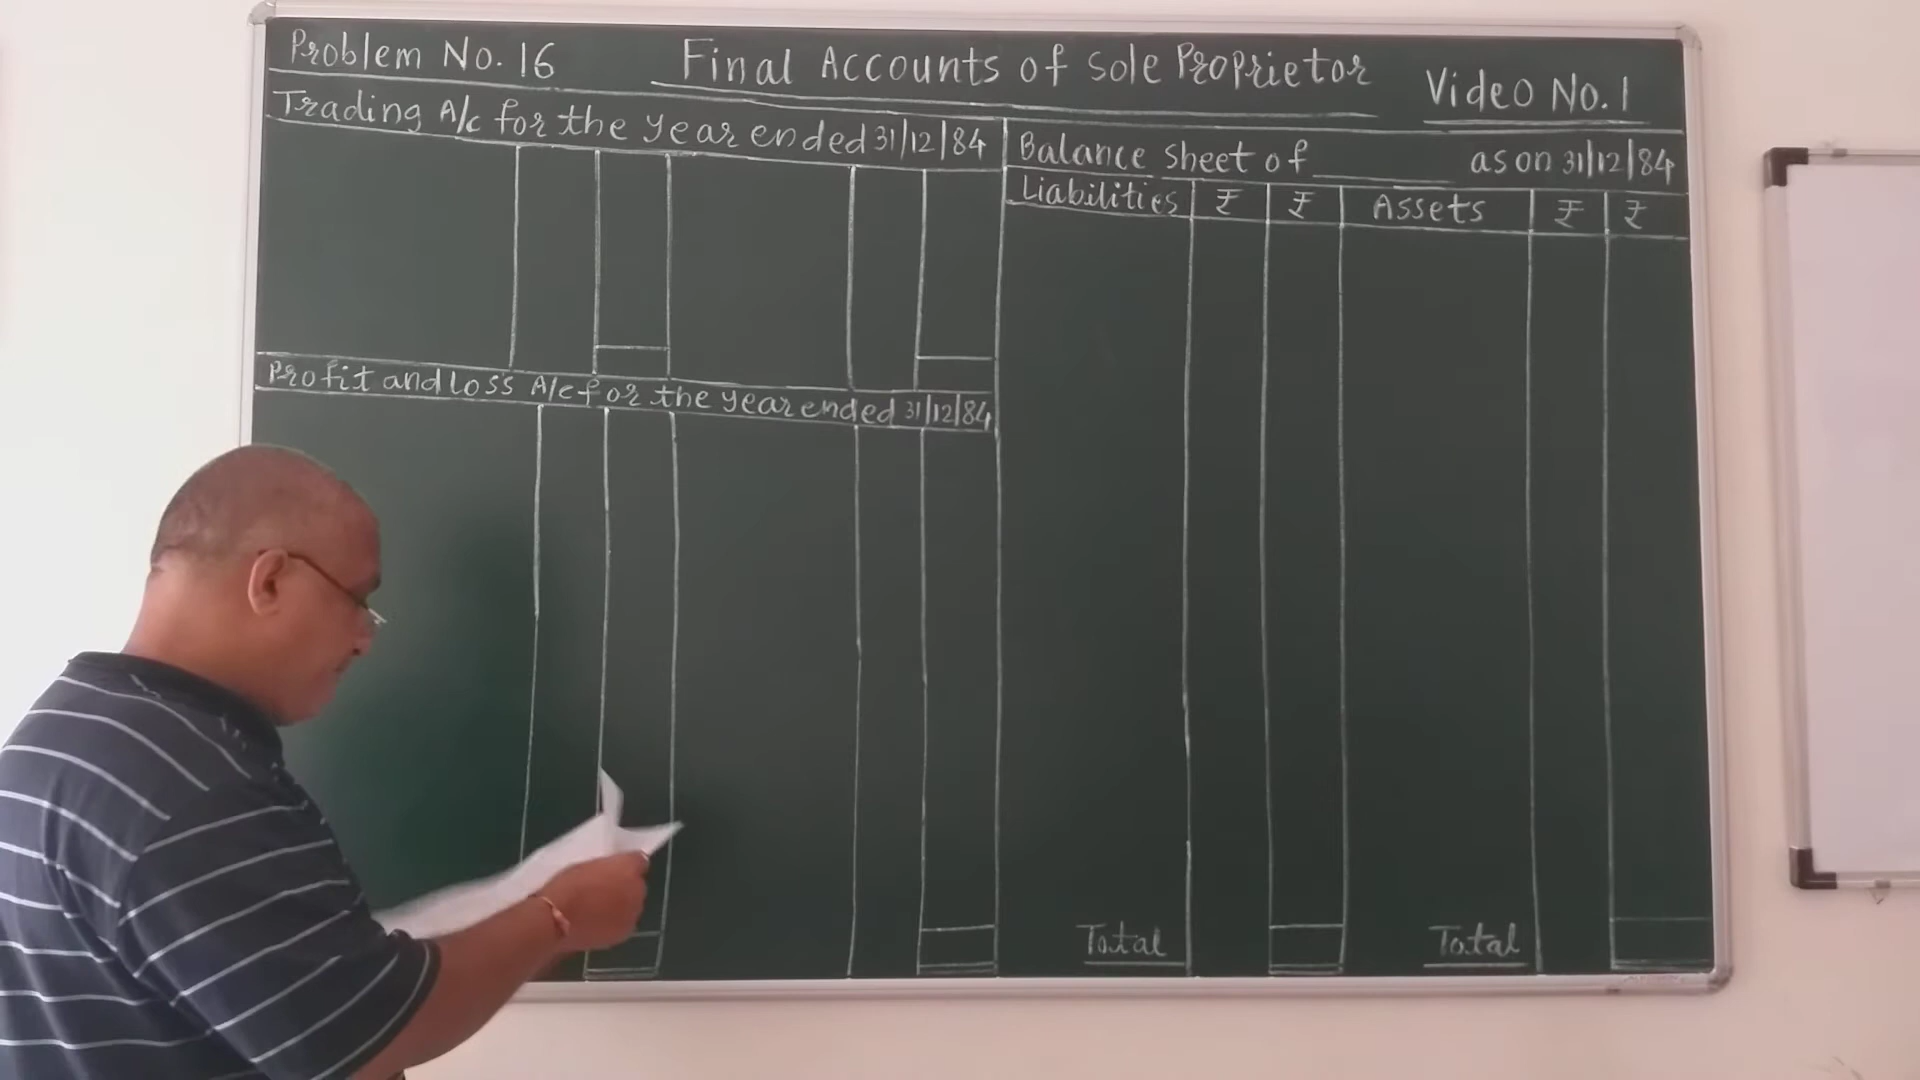 Problem No. 16
Final Accounts of Sole Proprietor
Video No. 1
Trading A/c for the year ended 31/12/84
Balance sheet of ______ as on 31/12/84
Liabilities ₹ ₹ Assets ₹ ₹
Profit and Loss A/c for the year ended 31/12/84
Total Total